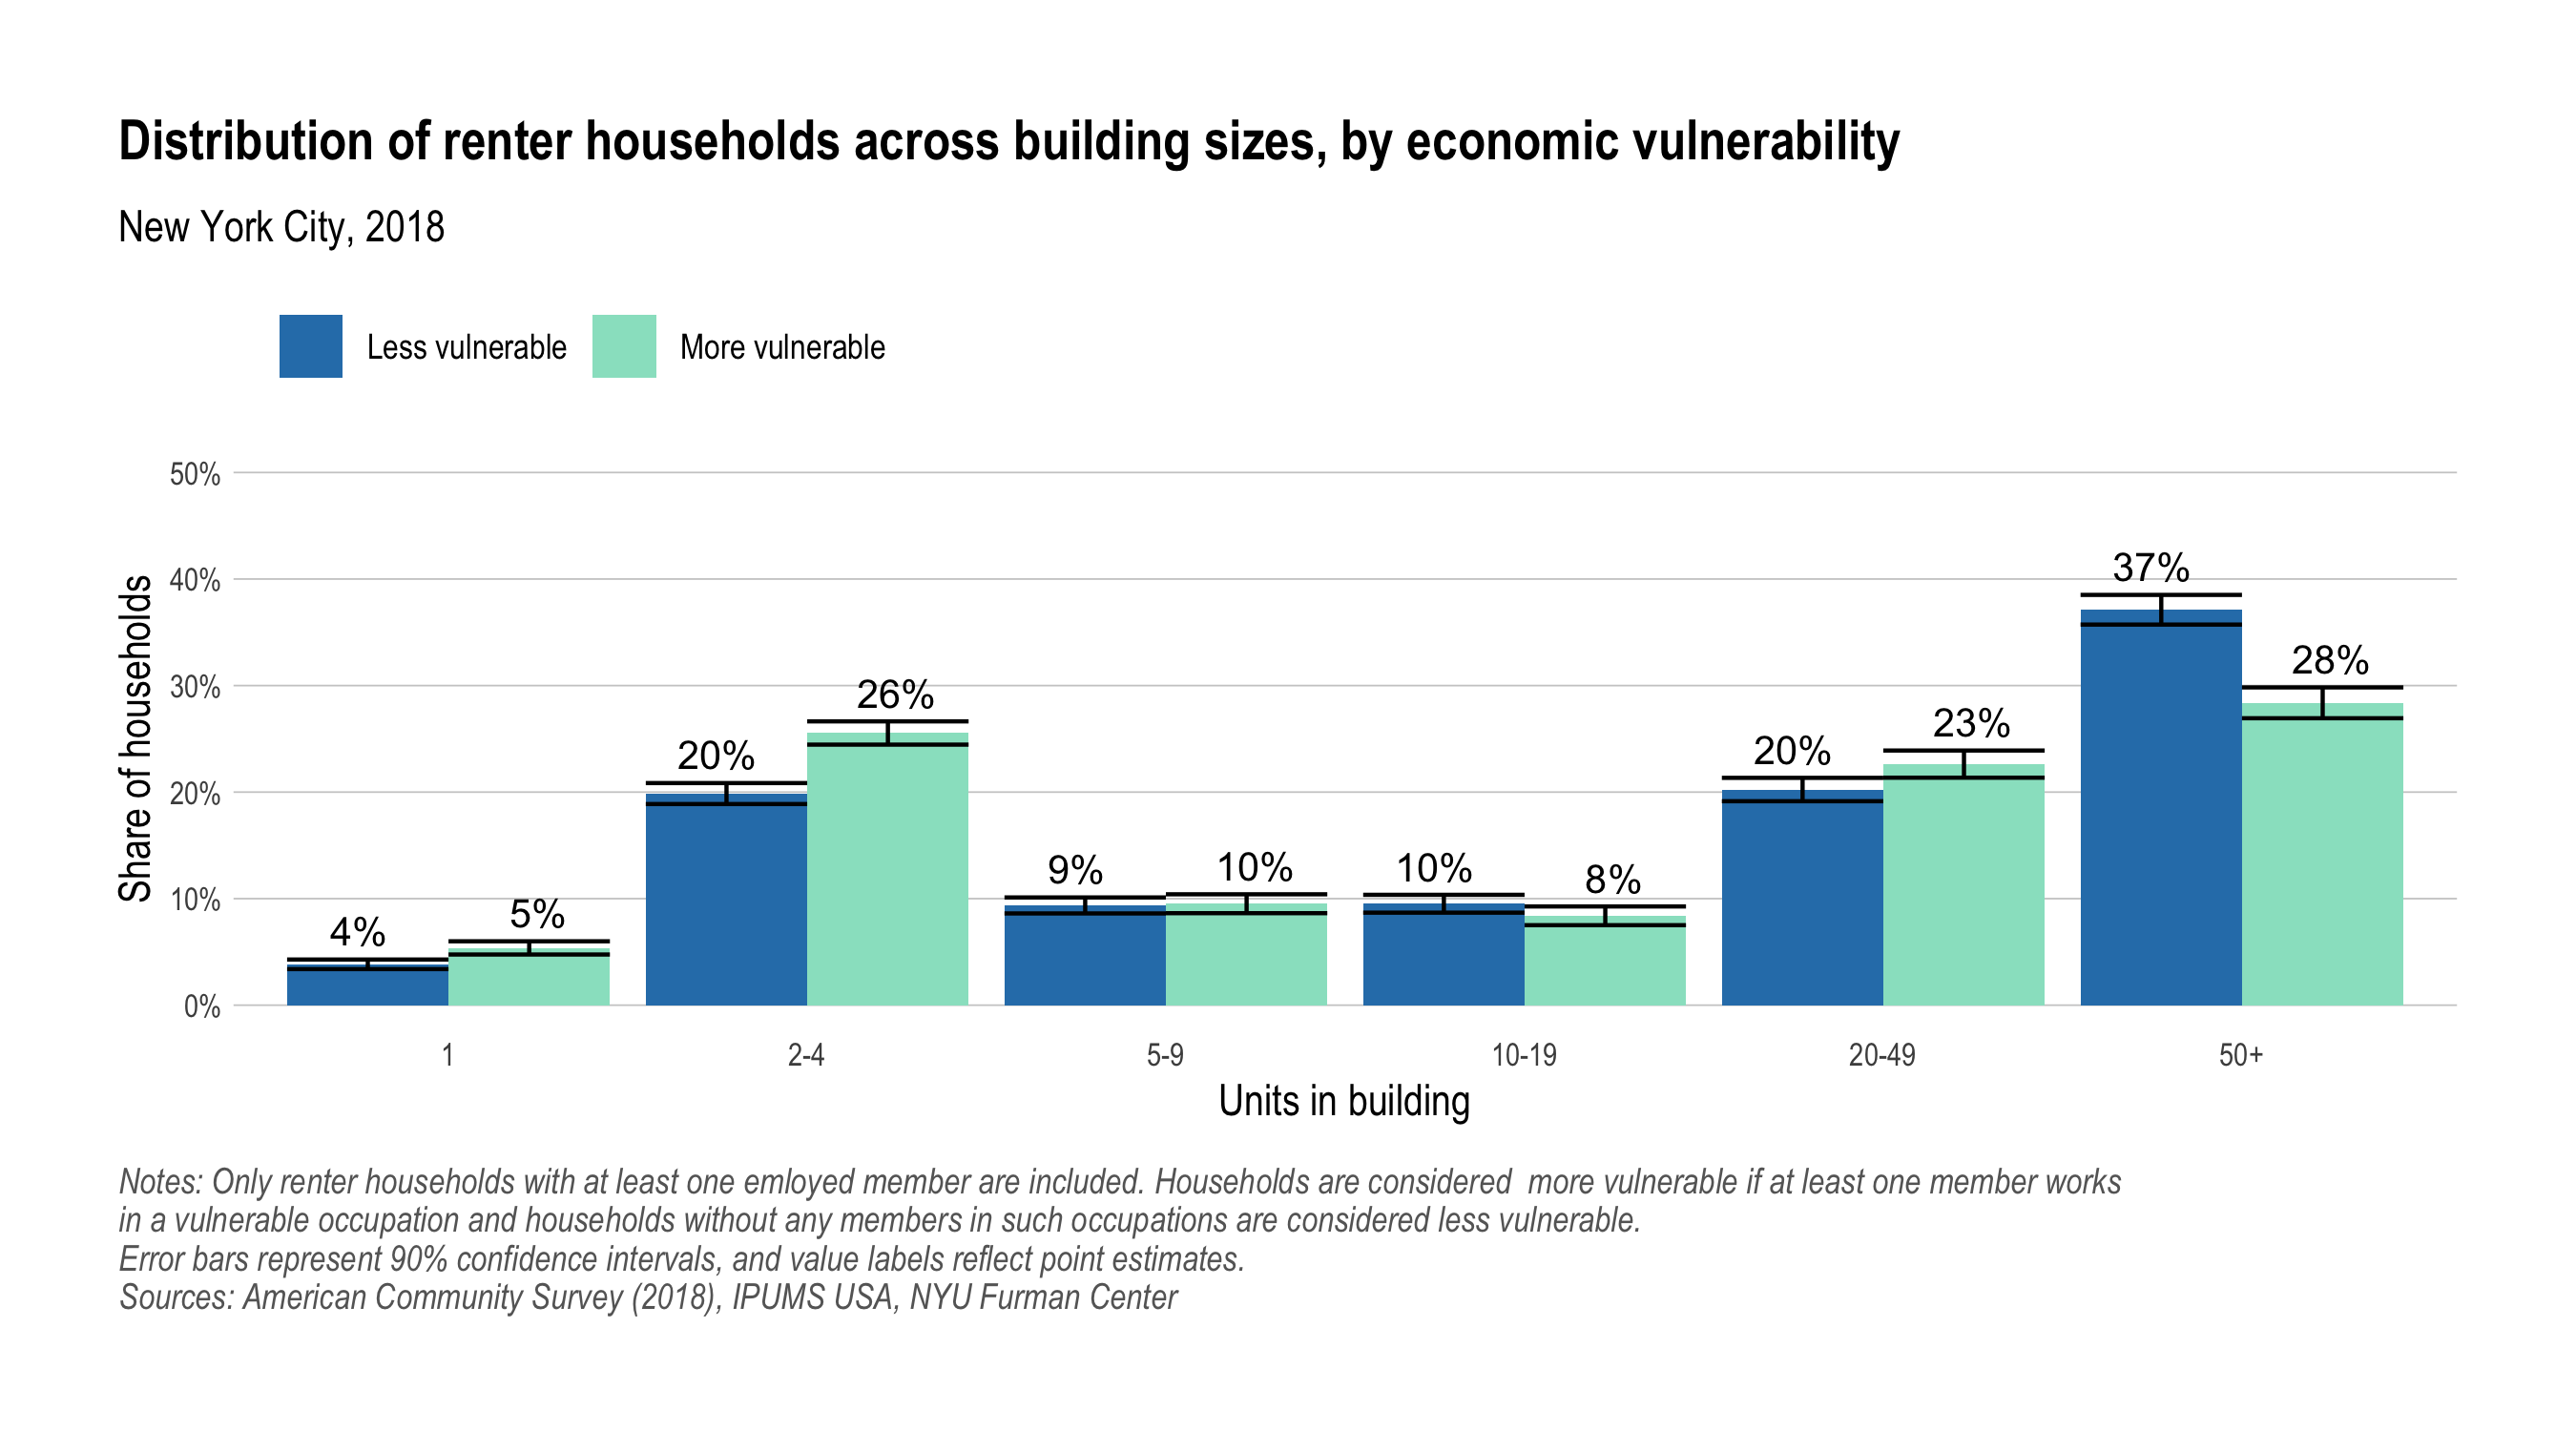 Distribution of renter households across building sizes, by economic vulnerability
New York City, 2018
Less vulnerable
More vulnerable
50%
40%
30%
20%
10%
0%
Share of households
4%
5%
20%
26%
9%
10%
10%
8%
20%
23%
37%
28%
1
2-4
5-9
10-19
20-49
50+
Units in building
Notes: Only renter households with at least one emloyed member are included. Households are considered  more vulnerable if at least one member works
in a vulnerable occupation and households without any members in such occupations are considered less vulnerable.
Error bars represent 90% confidence intervals, and value labels reflect point estimates.
Sources: American Community Survey (2018), IPUMS USA, NYU Furman Center